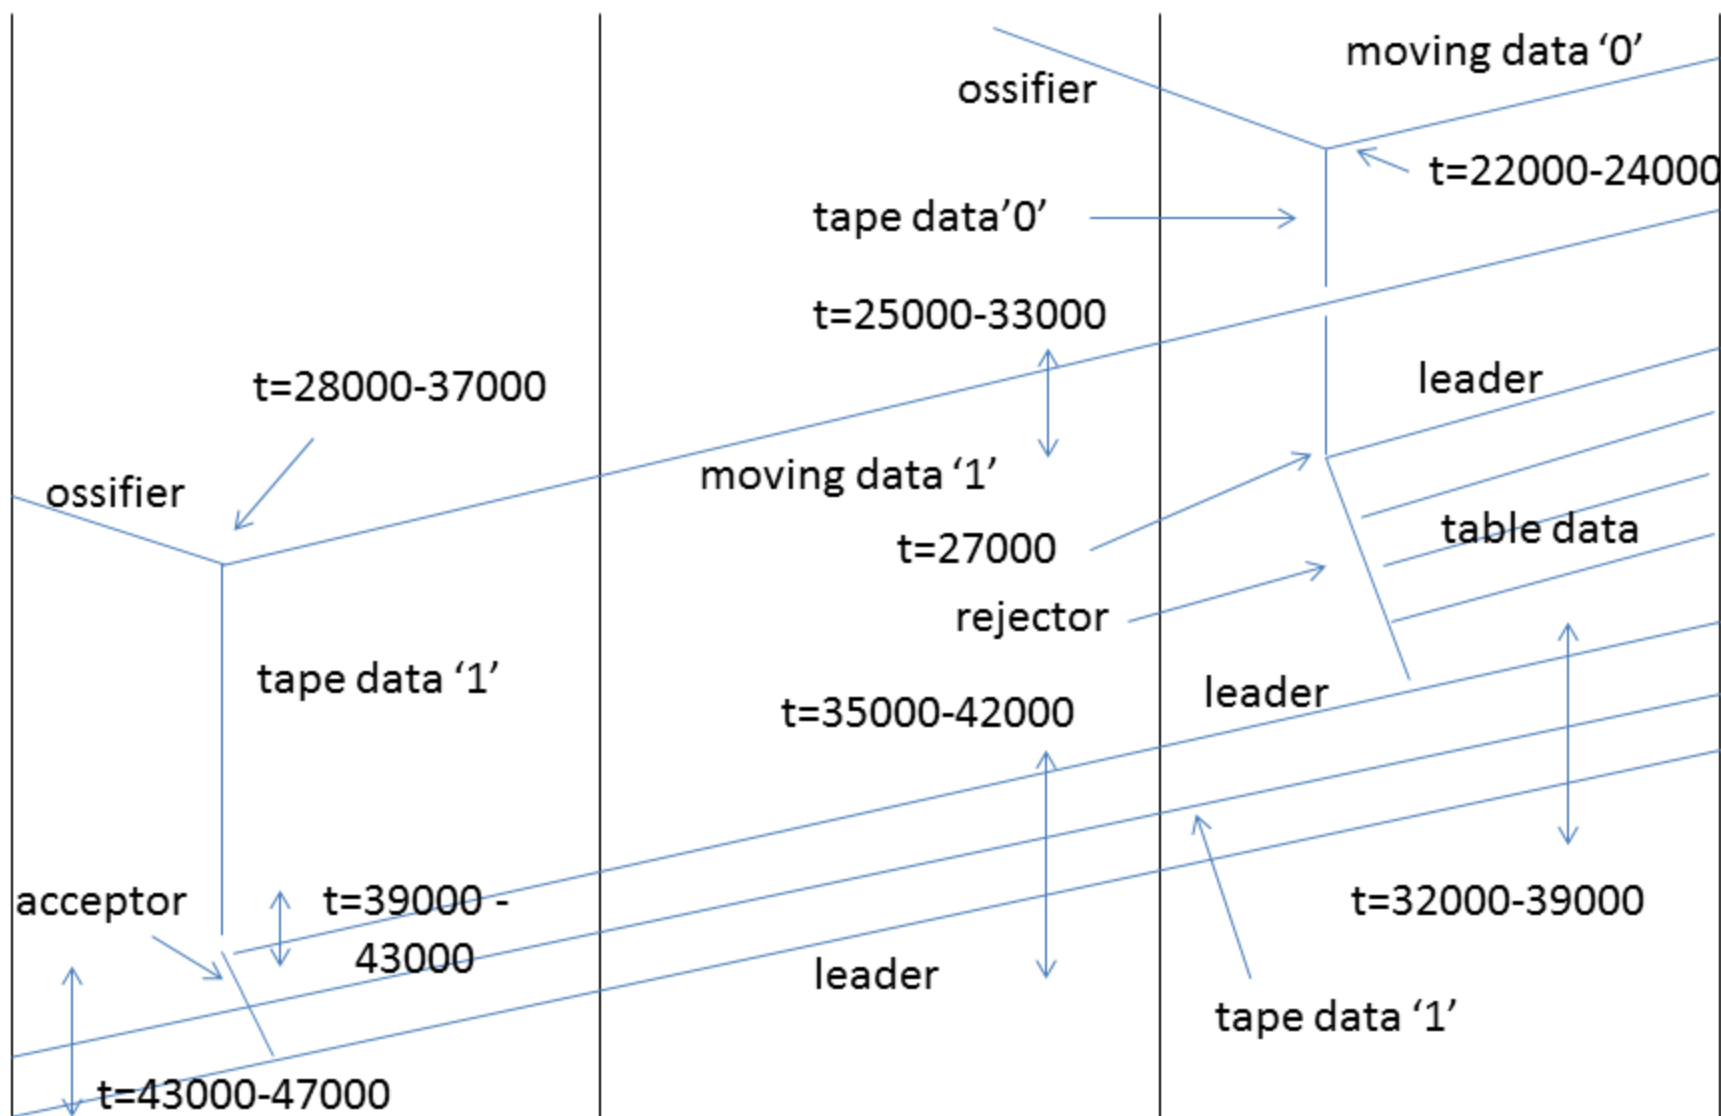 moving data ‘0’
ossifier
t=22000-24000
tape data’0’
t=25000-33000
leader
t=28000-37000
moving data ‘1’
ossifier
table data
t=27000
rejector
tape data ‘1’
leader
t=35000-42000
acceptor
t=39000 -
43000
t=32000-39000
leader
tape data ‘1’
t=43000-47000